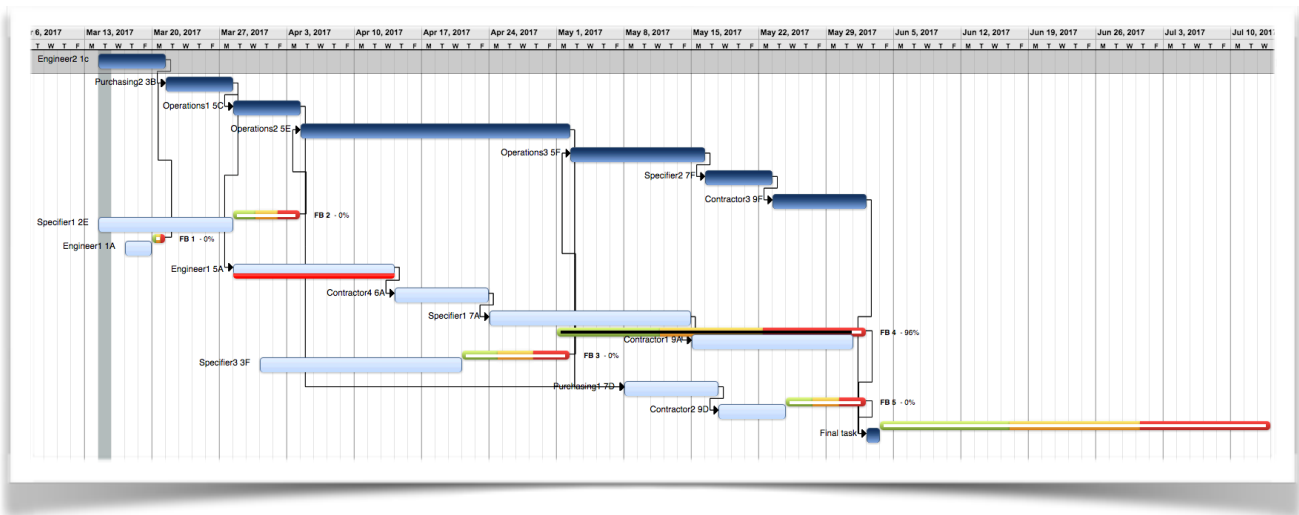 r 6, 2017 Mar 13, 2017 Mar 20, 2017 Mar 27, 2017 Apr 3, 2017 Apr 10, 2017 Apr 17, 2017 Apr 24, 2017 May 1, 2017 May 8, 2017 May 15, 2017 May 22, 2017 May 29, 2017 Jun 5, 2017 Jun 12, 2017 Jun 19, 2017 Jun 26, 2017 Jul 3, 2017 Jul 10, 201
T W T F M T W T F M T W T F M T W T F M T W T F M T W T F M T W T F M T W T F M T W T F M T W T F M T W T F M T W T F M T W T F M T W T F M T W T F M T W T F M T W T F M T W T F M T W
Engineer2 1c
Purchasing2 3B
Operations1 5C
Operations2 5E
Operations3 5F
Specifier2 7F
Contractor3 9F
Specifier1 2E
FB 2 - 0%
FB 1 - 0%
Engineer1 1A
Engineer1 5A
Contractor4 6A
Specifier1 7A
FB 4 - 96%
Contractor1 9A
FB 3 - 0%
Specifier3 3F
Purchasing1 7D
FB 5 - 0%
Contractor2 9D
Final task